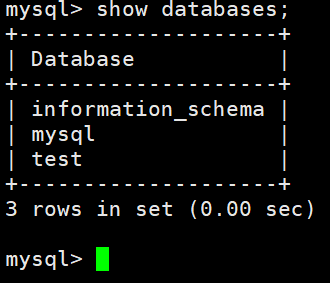 mysql> show databases;
+--------------------+
| Database           |
+--------------------+
| information_schema |
| mysql              |
| test               |
+--------------------+
3 rows in set (0.00 sec)
mysql>